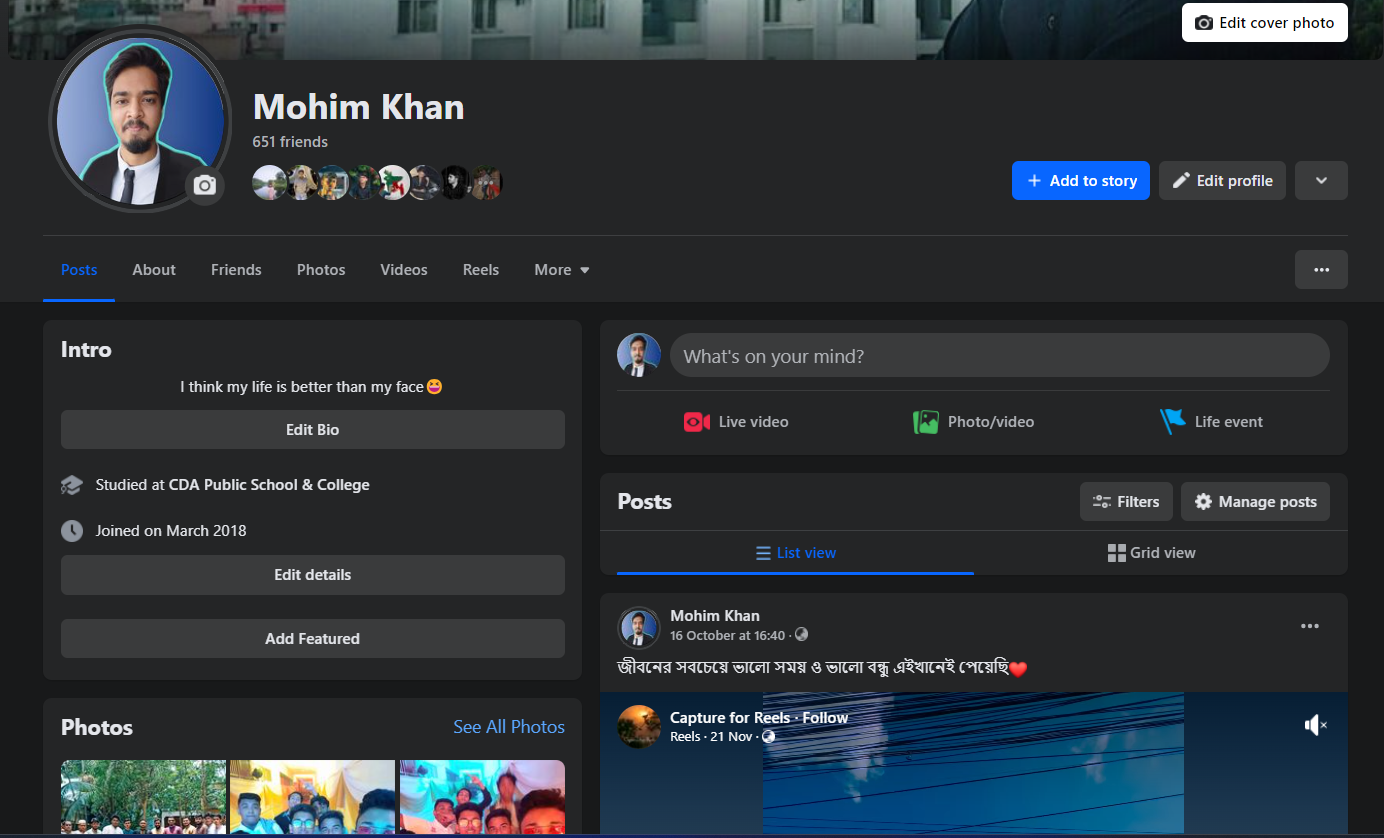 Edit cover photo
Mohim Khan
651 friends
Add to story
Edit profile
Posts
About
Friends
Photos
Videos
Reels
More
Intro
I think my life is better than my face😆
Edit Bio
Studied at CDA Public School & College
Joined on March 2018
Edit details
Add Featured
Photos
See All Photos
What's on your mind?
Live video
Photo/video
Life event
Posts
Filters
Manage posts
List view
Grid view
Mohim Khan
16 October at 16:40 ·
জীবনের সবচেয়ে ভালো সময় ও ভালো বন্ধু এইখানেই পেয়েছি❤️
Capture for Reels · Follow
Reels · 21 Nov ·